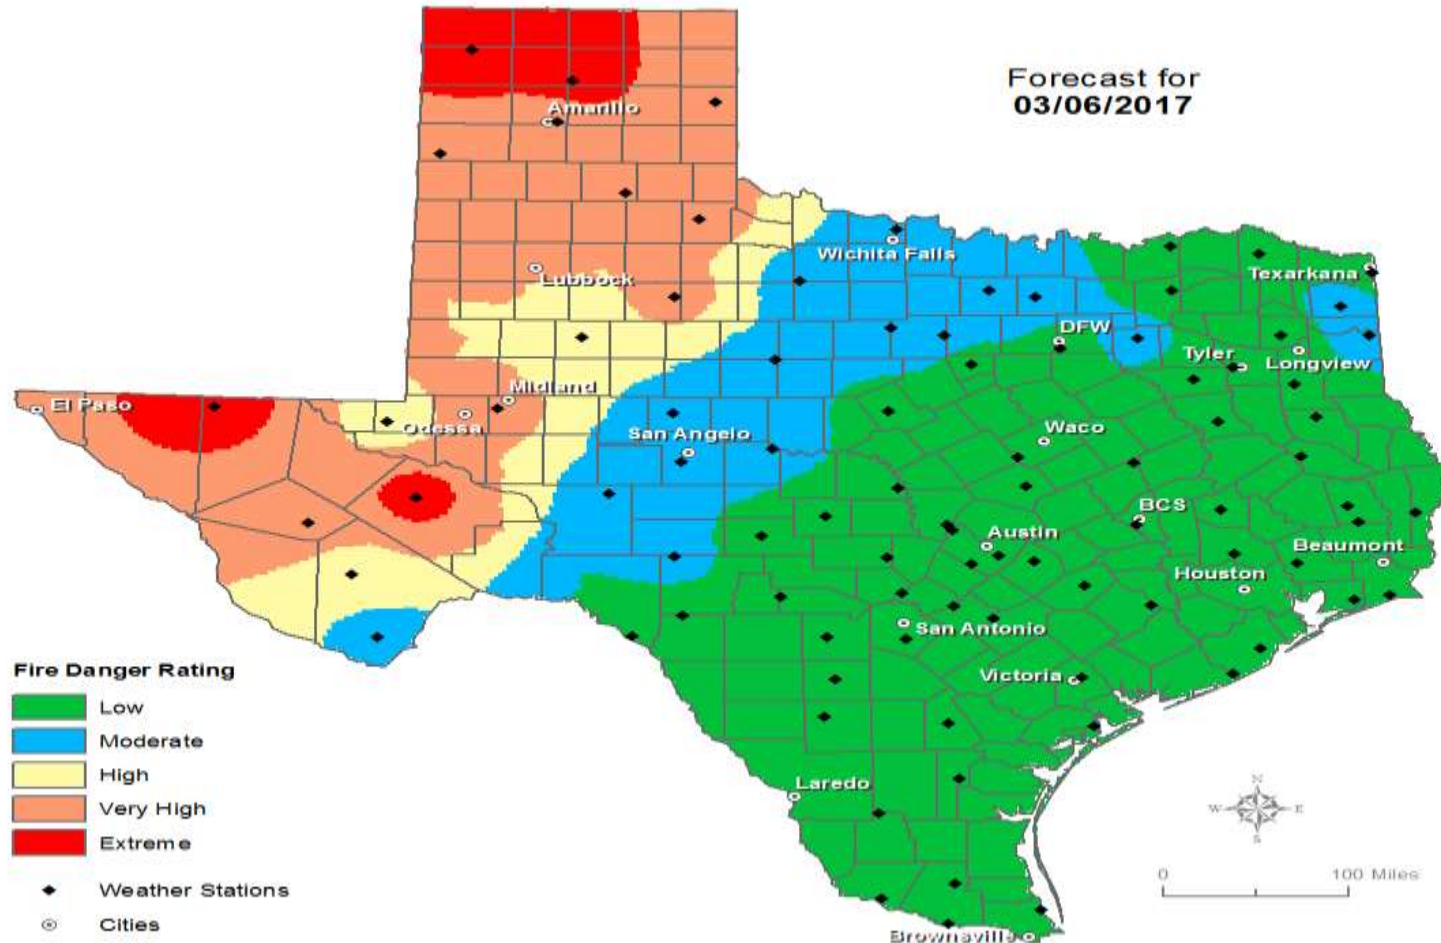 Forecast for
03/06/2017
Amarillo
Lubbock
Wichita Falls
Texarkana
DFW
Tyler
Longview
Midland
El Paso
Odessa
San Angelo
Waco
BCS
Austin
Beaumont
Houston
San Antonio
Victoria
Laredo
Brownsville
Fire Danger Rating
Low
Moderate
High
Very High
Extreme
Weather Stations
Cities
N
W E
S
0 100 Miles